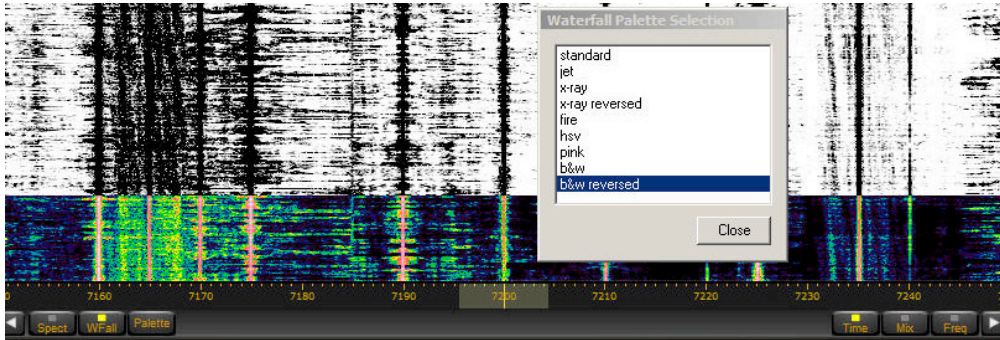 Waterfall Palette Selection
standard
jet
x-ray
x-ray reversed
fire
hsv
pink
b&w
b&w reversed
Close
0 7160 7170 7180 7190 7200 7210 7220 7230 7240
Spect WFall Palette Time Mix Freq